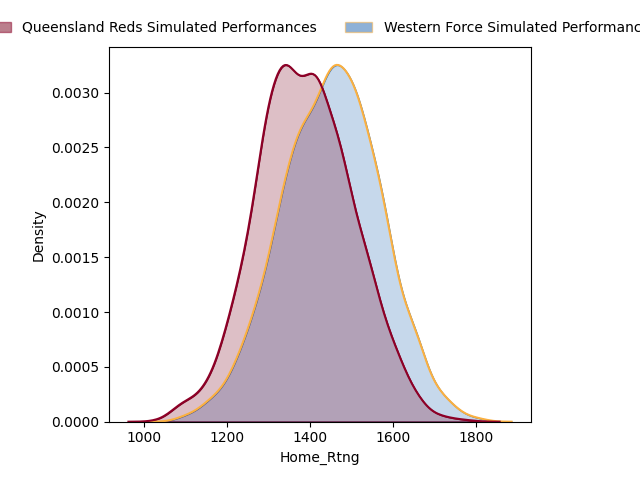 Queensland Reds Simulated Performances
Western Force Simulated Performanc
0.0030
0.0025
0.0020
0.0015
0.0010
0.0005
0.0000
Density
1000 1200 1400 1600 1800
Home_Rtng